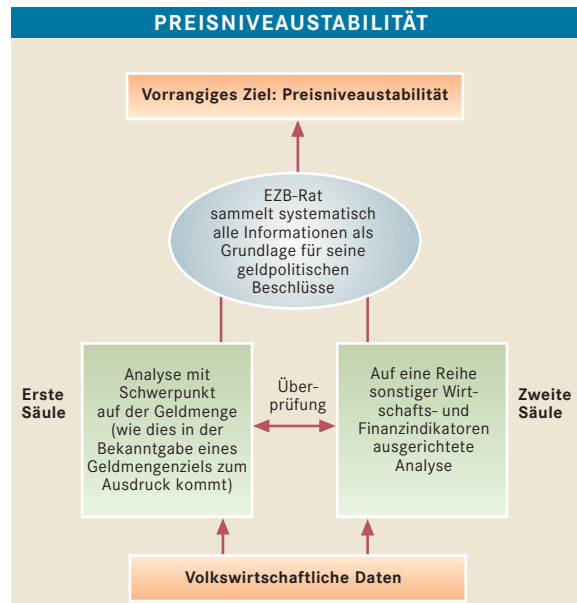 PREISNIVEAUSTABILITÄT
Vorrangiges Ziel: Preisniveaustabilität
EZB-Rat
sammelt systematisch
alle Informationen als
Grundlage für seine
geldpolitischen
Beschlüsse
Erste
Säule
Analyse mit
Schwerpunkt
auf der Geldmenge
(wie dies in der
Bekanntgabe eines
Geldmengenziels zum
Ausdruck kommt)
Über-
prüfung
Auf eine Reihe
sonstiger Wirt-
schafts- und
Finanzindikatoren
ausgerichtete
Analyse
Zweite
Säule
Volkswirtschaftliche Daten